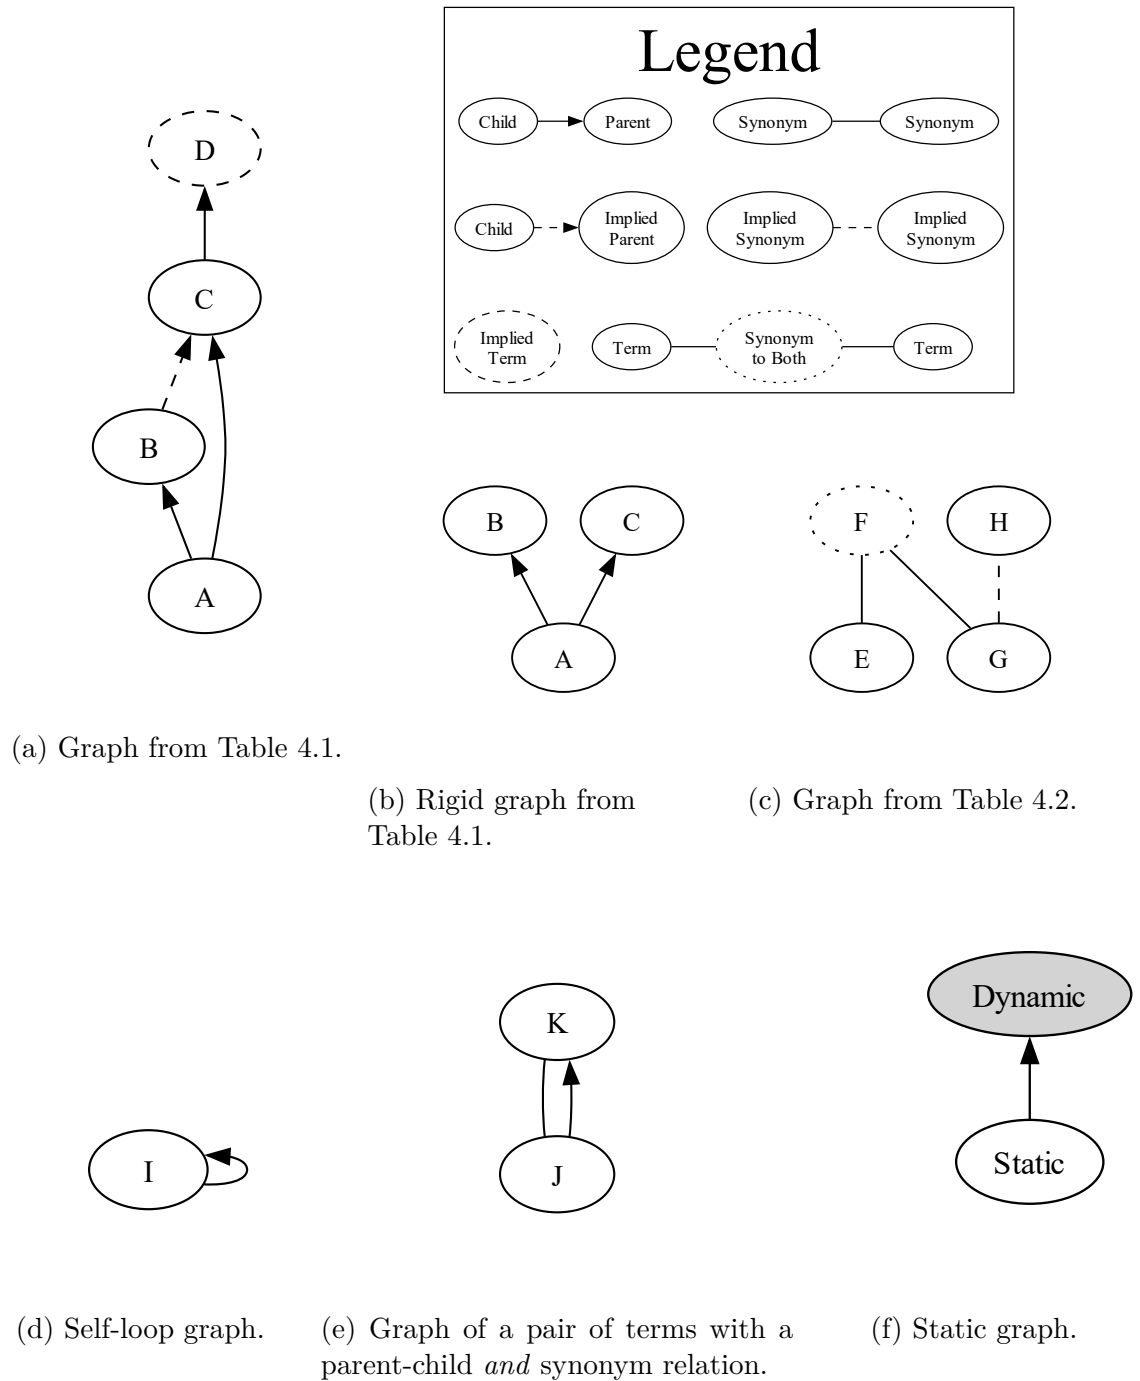 Legend
Child Parent Synonym Synonym
Child Implied Parent Implied Synonym Implied Synonym
Implied Term Term Synonym to Both Term
D
C
B
A
(a) Graph from Table 4.1.
B C
A
(b) Rigid graph from
Table 4.1.
F H
E G
(c) Graph from Table 4.2.
I
(d) Self-loop graph.
K
J
(e) Graph of a pair of terms with a
parent-child and synonym relation.
Dynamic
Static
(f) Static graph.